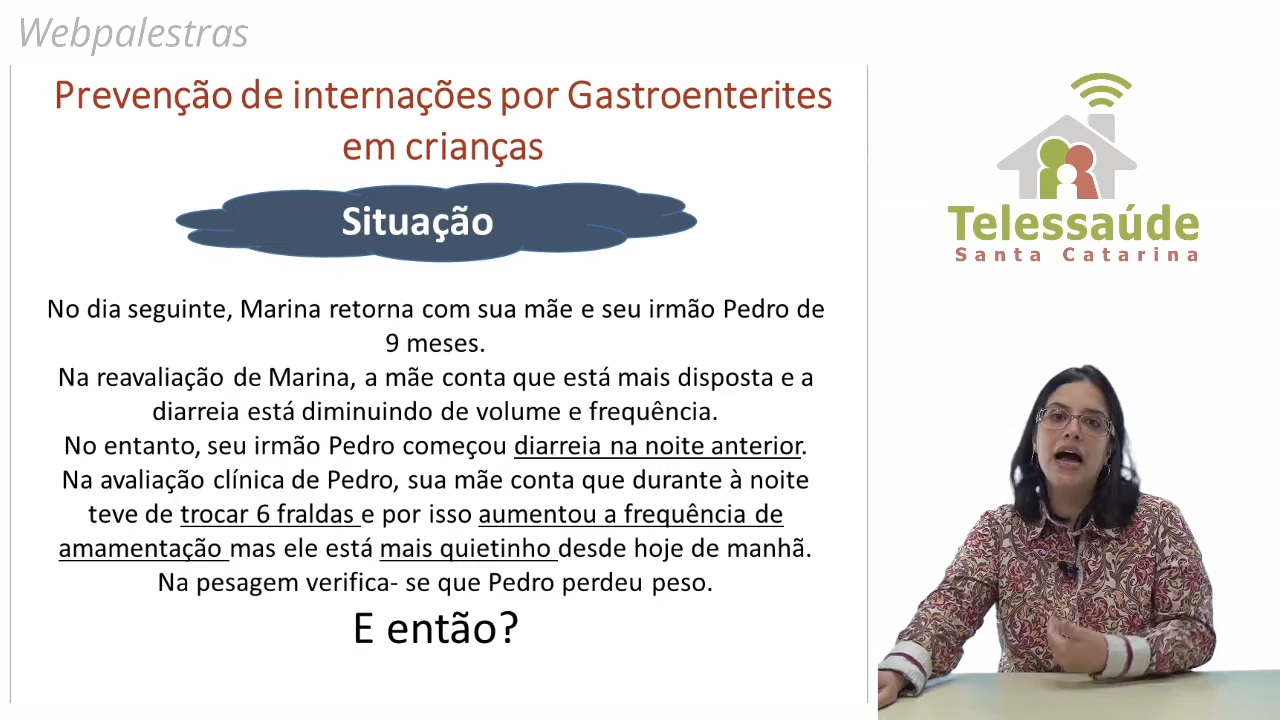 Webpalestras
Prevenção de internações por Gastroenterites
em crianças
Situação
No dia seguinte, Marina retorna com sua mãe e seu irmão Pedro de
9 meses.
Na reavaliação de Marina, a mãe conta que está mais disposta e a
diarreia está diminuindo de volume e frequência.
No entanto, seu irmão Pedro começou diarreia na noite anterior.
Na avaliação clínica de Pedro, sua mãe conta que durante à noite
teve de trocar 6 fraldas e por isso aumentou a frequência de
amamentação mas ele está mais quietinho desde hoje de manhã.
Na pesagem verifica- se que Pedro perdeu peso.
E então?
Telessaúde
Santa Catarina